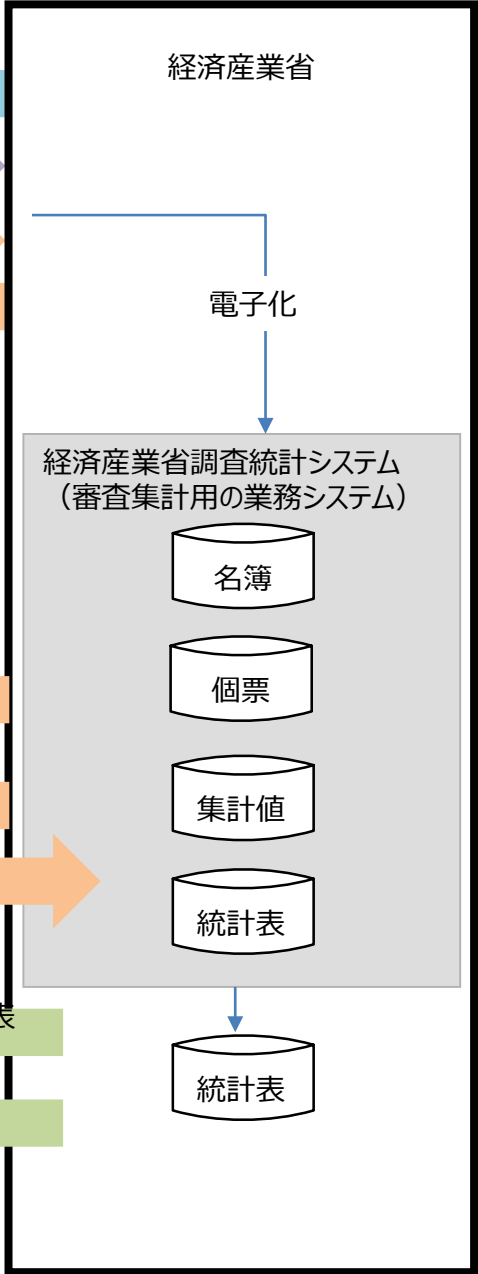 経済産業省
電子化
経済産業省調査統計システム
（審査集計用の業務システム）
名簿
個票
集計値
統計表
表
統計表